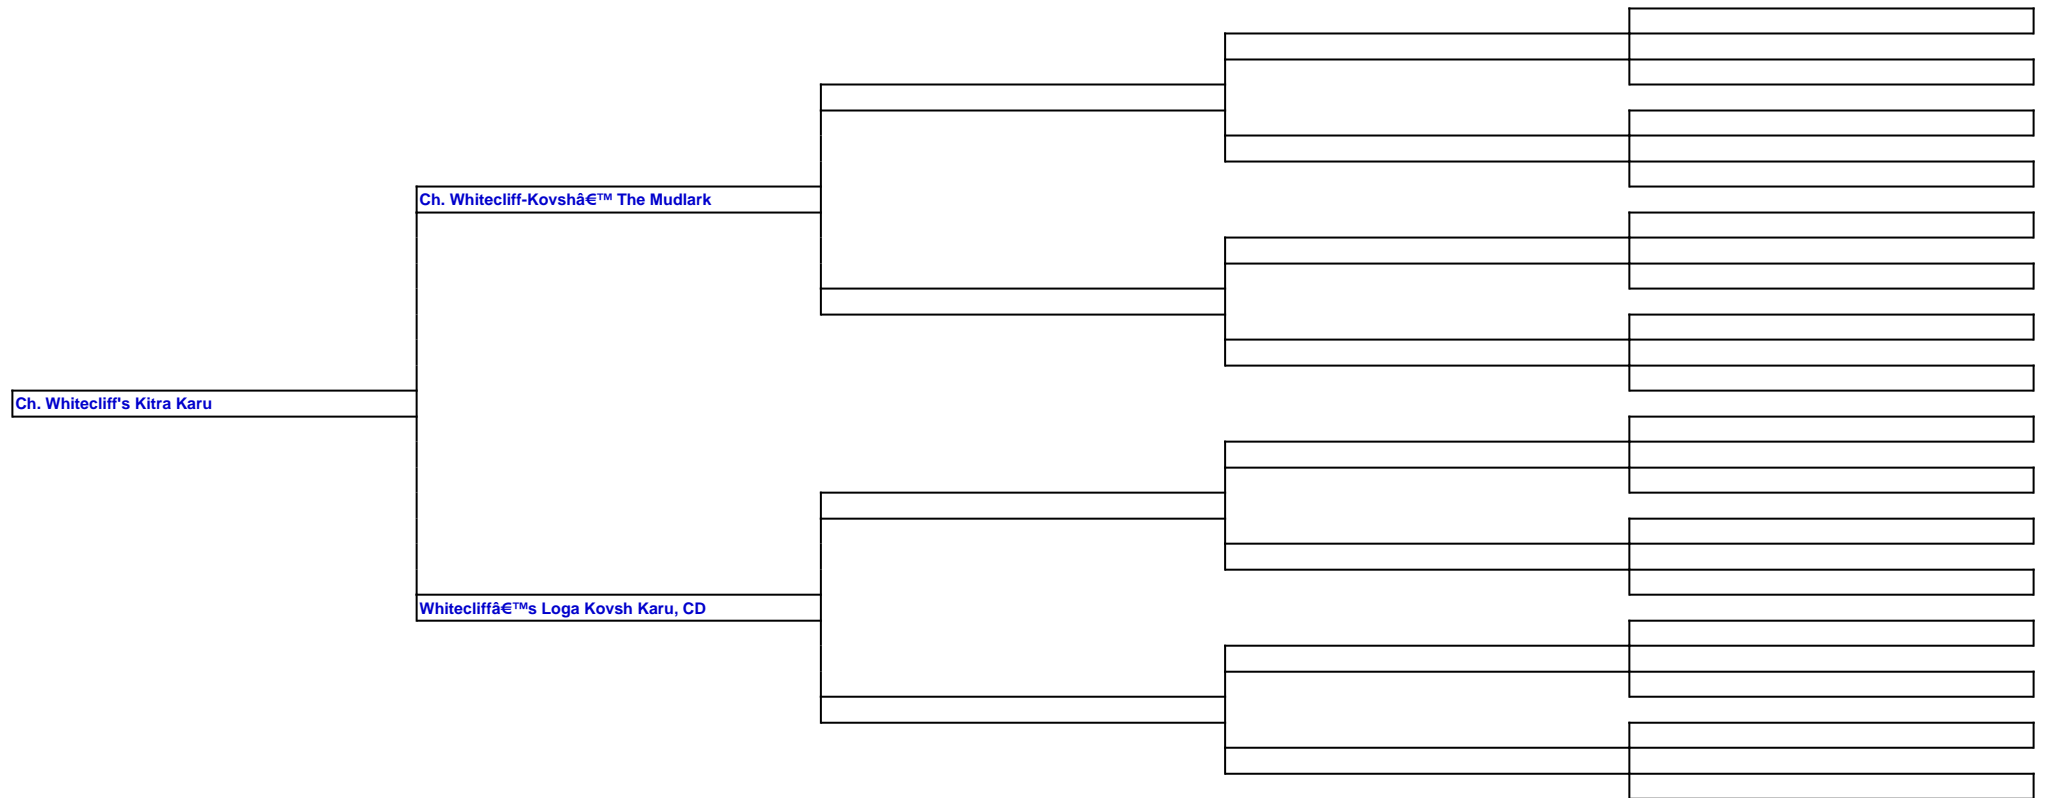 Ch. Whitecliff-Kovshâ€™ The Mudlark
Ch. Whitecliff's Kitra Karu
Whitecliffâ€™s Loga Kovsh Karu, CD